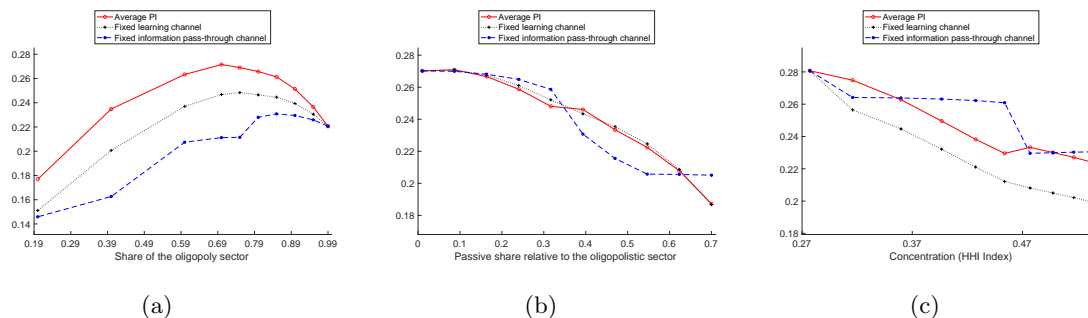 Average PI
Fixed learning channel
Fixed information pass-through channel
0.28
0.26
0.24
0.22
0.2
0.18
0.16
0.14
0.19 0.29 0.39 0.49 0.59 0.69 0.79 0.89 0.99
Share of the oligopoly sector
(a)
Average PI
Fixed learning channel
Fixed information pass-through channel
0.28
0.26
0.24
0.22
0.2
0.18
0 0.1 0.2 0.3 0.4 0.5 0.6 0.7
Passive share relative to the oligopolistic sector
(b)
Average PI
Fixed learning channel
Fixed information pass-through channel
0.28
0.26
0.24
0.22
0.2
0.18
0.27 0.37 0.47
Concentration (HHI Index)
(c)